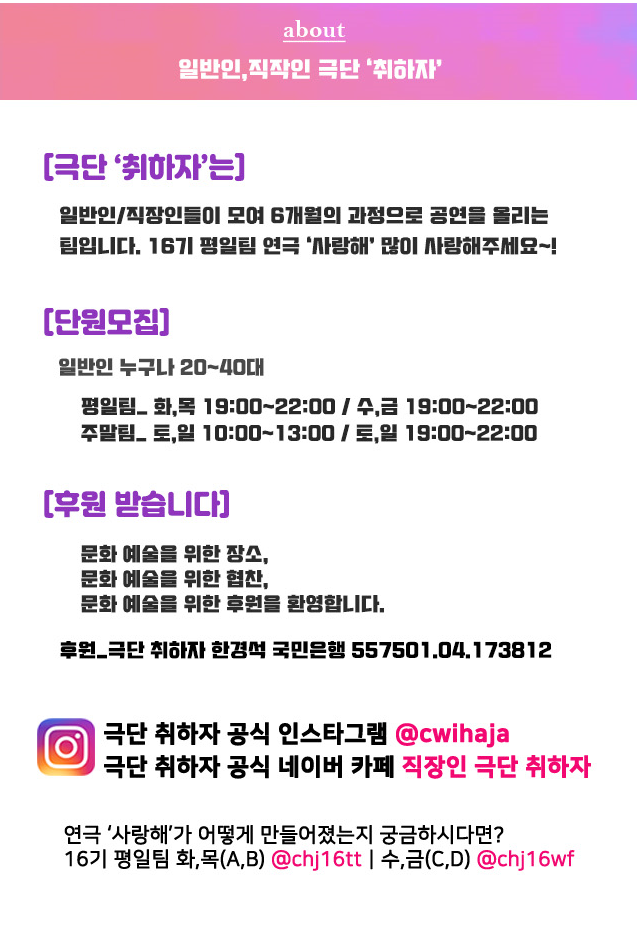 about
일반인,직작인 극단 ‘취하자’
[극단 ‘취하자’는]
일반인/직장인들이 모여 6개월의 과정으로 공연을 올리는
팀입니다. 16기 평일팀 연극 ‘사랑해’ 많이 사랑해주세요~!
[단원모집]
일반인 누구나 20~40대
평일팀_ 화,목 19:00~22:00 / 수,금 19:00~22:00
주말팀_ 토,일 10:00~13:00 / 토,일 19:00~22:00
[후원 받습니다]
문화 예술을 위한 장소,
문화 예술을 위한 협찬,
문화 예술을 위한 후원을 환영합니다.
후원_극단 취하자 한경석 국민은행 557501.04.173812
극단 취하자 공식 인스타그램 @cwihaja
극단 취하자 공식 네이버 카페 직장인 극단 취하자
연극 ‘사랑해’가 어떻게 만들어졌는지 궁금하시다면?
16기 평일팀 화,목(A,B) @chj16tt | 수,금(C,D) @chj16wf